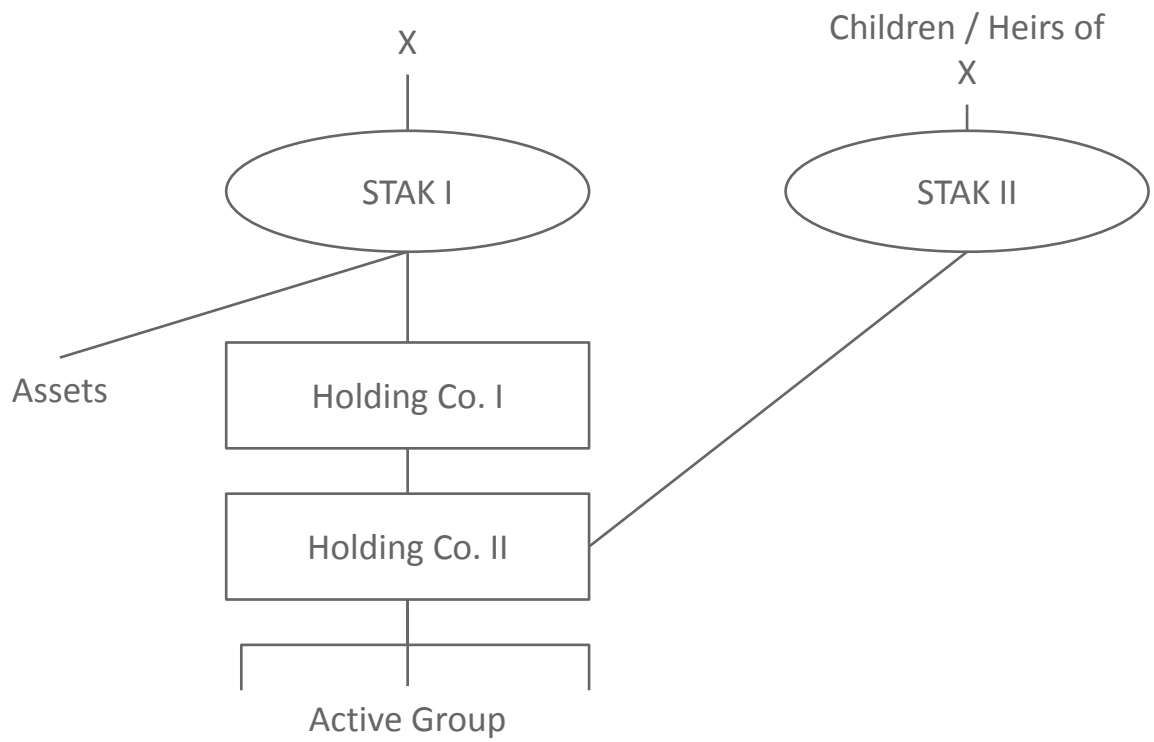 X
Children / Heirs of
X
STAK I
STAK II
Assets
Holding Co. I
Holding Co. II
Active Group